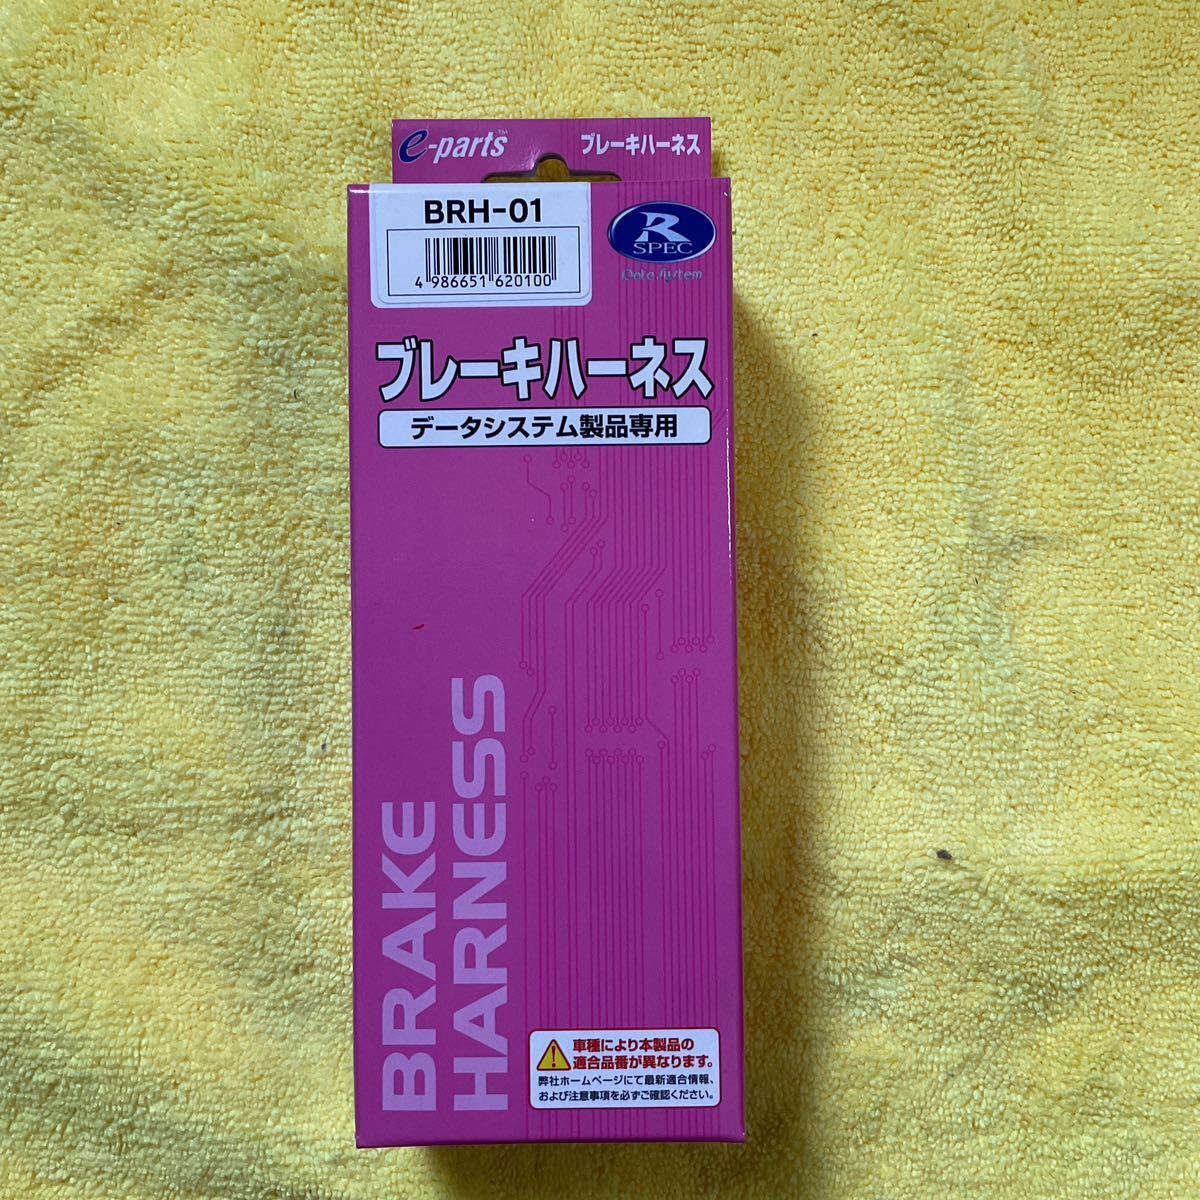 e-parts™ ブレーキハーネス
BRH-01
4 986651 620100
R
SPEC
Data System
ブレーキハーネス
データシステム製品専用
BRAKE
HARNESS
車種により本製品の
適合品番が異なります。
弊社ホームページにて最新適合情報、
および注意事項を必ずご確認ください。